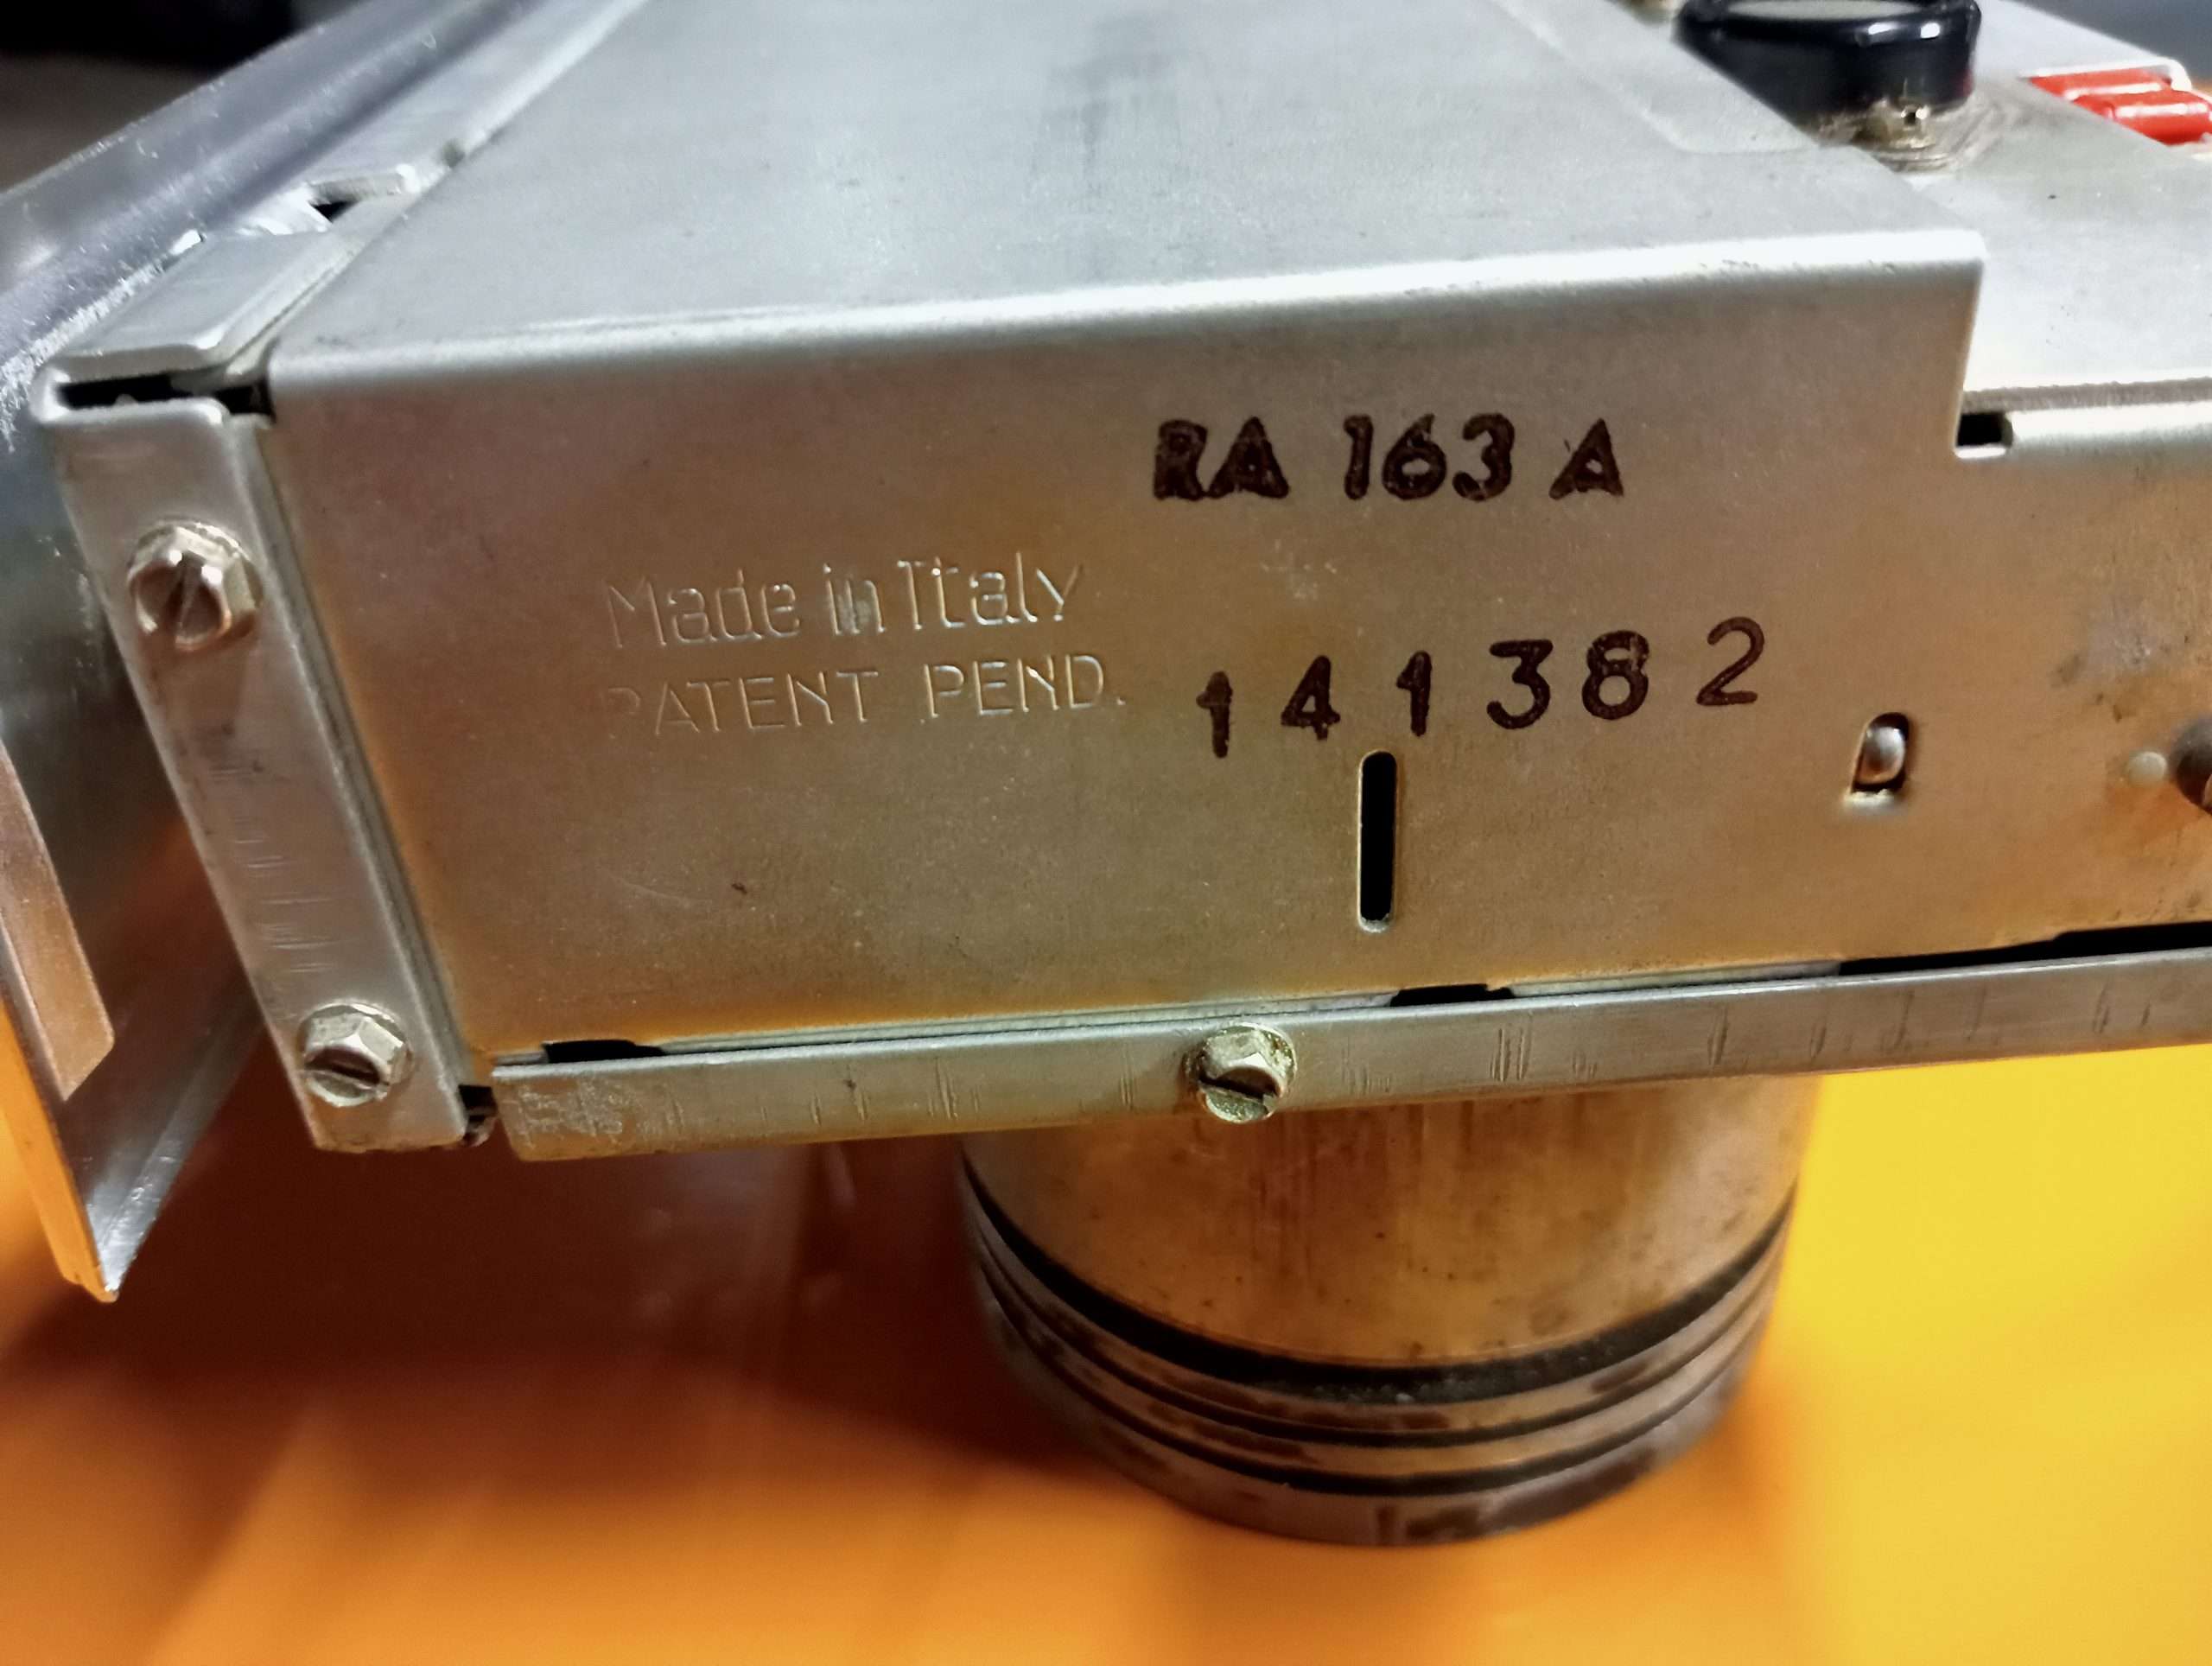 RA 163 A
Made in Italy
PATENT PEND.
141382